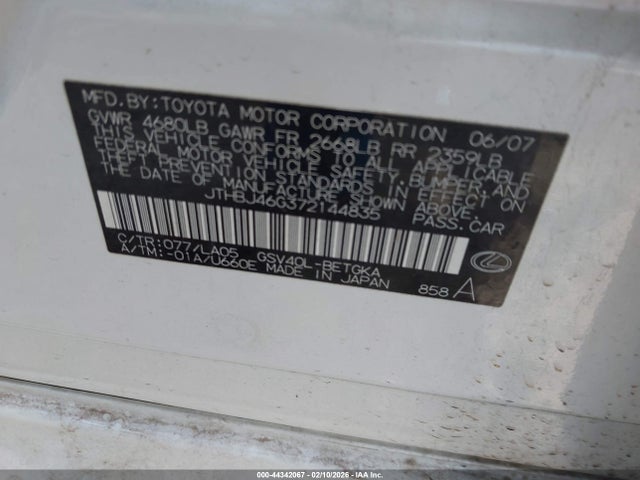 MFD. BY: TOYOTA MOTOR CORPORATION 06/07
GVWR 4680LB GAWR FR 2668LB RR 2359LB
THIS VEHICLE CONFORMS TO ALL APPLICABLE
FEDERAL MOTOR VEHICLE SAFETY, BUMPER, AND
THEFT PREVENTION STANDARDS IN EFFECT ON
THE DATE OF MANUFACTURE SHOWN ABOVE.
JTHBJ46G372144835 PASS. CAR
C/TR: 077/LA05 GSV40L-BETGKA
A/TM: -01A/U660E MADE IN JAPAN
858 A
000-44342067 - 02/10/2026 - COPYRIGHT IAA, LLC